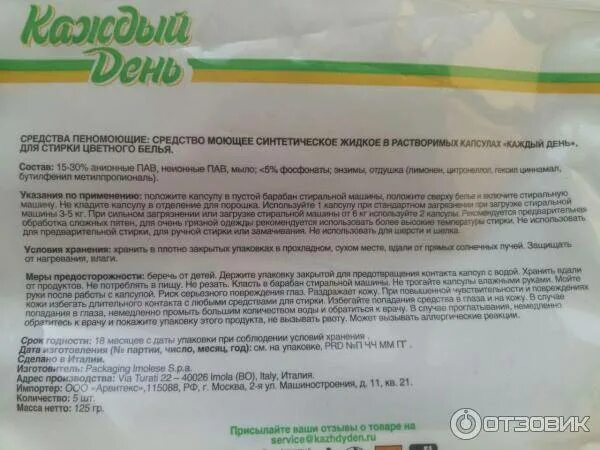 Каждый
День
СРЕДСТВА ПЕНОМОЮЩИЕ: СРЕДСТВО МОЮЩЕЕ СИНТЕТИЧЕСКОЕ ЖИДКОЕ В РАСТВОРИМЫХ КАПСУЛАХ «КАЖДЫЙ ДЕНЬ»,
ДЛЯ СТИРКИ ЦВЕТНОГО БЕЛЬЯ.
Состав: 15-30% анионные ПАВ, неионные ПАВ, мыло; <5% фосфонаты; энзимы, отдушка (лимонен, цитронеллол, гексил циннамал,
бутилфенил метилпропиональ).
Указания по применению: положите капсулу в пустой барабан стиральной машины, положите сверху белье и включите стиральную
машину. Не кладите капсулу в отделение для порошка. Используйте 1 капсулу при стандартном загрязнении при загрузке стиральной
машины 3-5 кг. При сильном загрязнении или загрузке стиральной машины от 6 кг используйте 2 капсулы. Рекомендуется предварительная
обработка сложных пятен, для очень грязной одежды рекомендуется использовать более высокие температуры стирки. Не использовать
для предварительной стирки, для ручной стирки или замачивания. Не использовать для шерсти и шелка.
Условия хранения: хранить в плотно закрытых упаковках в прохладном, сухом месте, вдали от прямых солнечных лучей. Защищать
от нагревания, влаги.
Меры предосторожности: беречь от детей. Держите упаковку закрытой для предотвращения контакта капсул с водой. Хранить вдали
от продуктов. Не потреблять в пищу. Не резать. Класть в барабан стиральной машины. Не трогайте капсулы влажными руками. Мойте
руки после работы с капсулой. Риск серьезного повреждения глаз. Раздражает кожу. При повышенной чувствительности и повреждениях
кожи избегать длительного контакта с любыми средствами для стирки. Избегайте попадания средства в глаза и на кожу. В случае
попадания в глаза, немедленно промыть большим количеством воды и обратиться к врачу. В случае проглатывания, немедленно
обратитесь к врачу и покажите упаковку этого продукта, не вызывать рвоту. Может вызывать аллергические реакции.
Срок годности: 18 месяцев с даты упаковки при соблюдении условий хранения
Дата изготовления (№ партии, число, месяц, год): см. на упаковке, PRD №П ЧЧ ММ ГГ.
Сделано в Италии.
Изготовитель: Packaging Imolese S.p.a.
Адрес производства: Via Turati 22 – 40026 Imola (BO), Italy, Италия.
Импортер: ООО «Арвитекс»,115088, РФ, г. Москва, 2-я ул. Машиностроения, д. 11, кв. 21.
Количество: 5 шт.
Масса нетто: 125 гр.
Присылайте ваши отзывы о товаре на
service@kazhdyden.ru
ОТЗОВИК